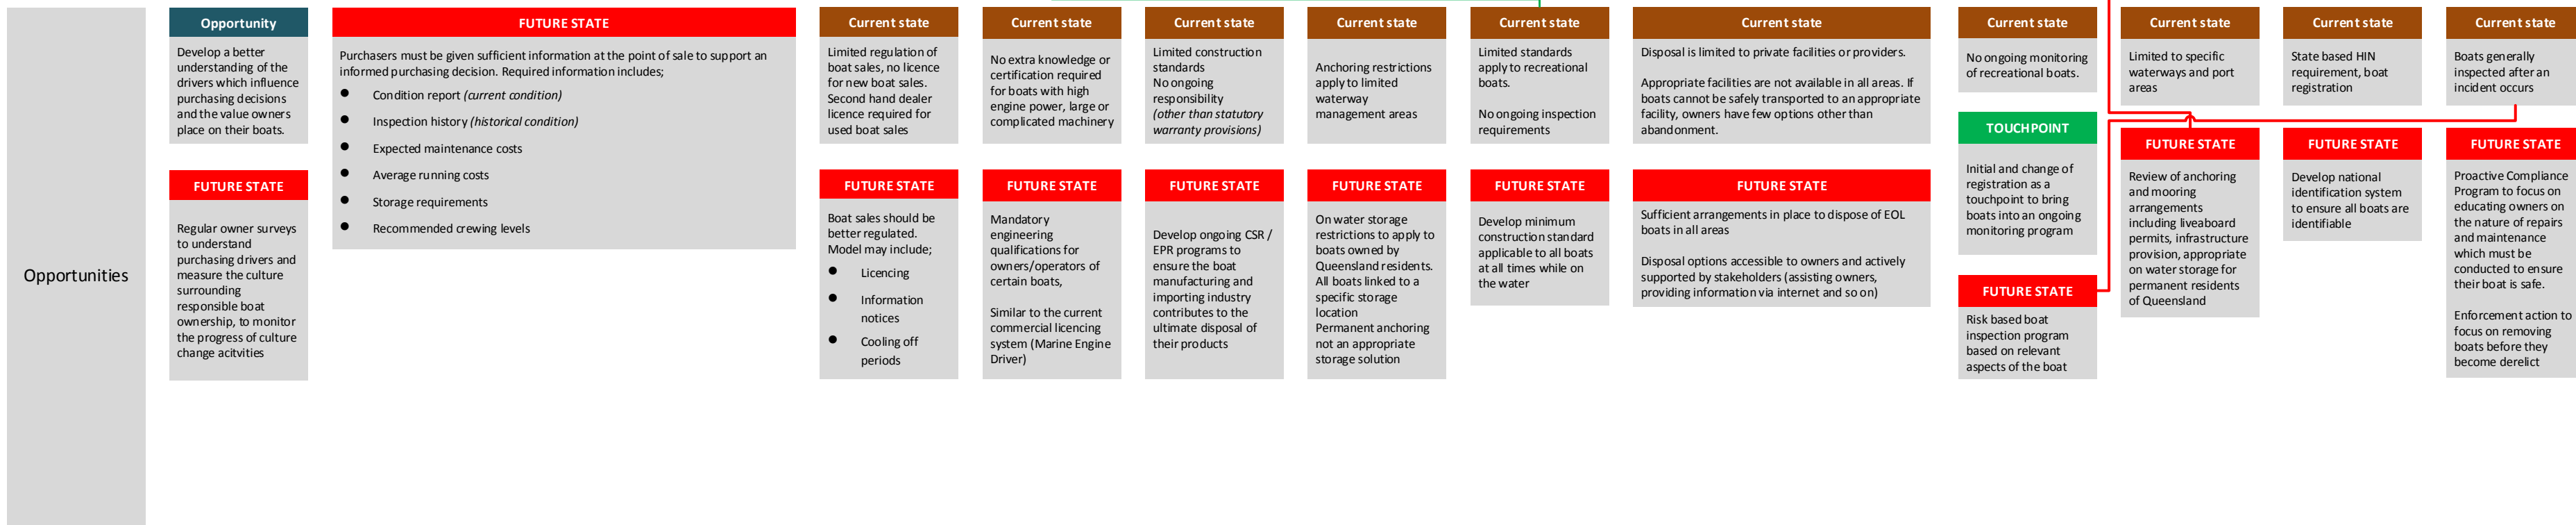 Opportunities
Opportunity
Develop a better
understanding of the
drivers which influence
purchasing decisions
and the value owners
place on their boats.
FUTURE STATE
Regular owner surveys
to understand
purchasing drivers and
measure the culture
surrounding
responsible boat
ownership, to monitor
the progress of culture
change acitvities
FUTURE STATE
Purchasers must be given sufficient information at the point of sale to support an
informed purchasing decision. Required information includes;
● Condition report (current condition)
● Inspection history (historical condition)
● Expected maintenance costs
● Average running costs
● Storage requirements
● Recommended crewing levels
Current state
Limited regulation of
boat sales, no licence
for new boat sales.
Second hand dealer
licence required for
used boat sales
FUTURE STATE
Boat sales should be
better regulated.
Model may include;
● Licencing
● Information
notices
● Cooling off
periods
Current state
No extra knowledge or
certification required
for boats with high
engine power, large or
complicated machinery
FUTURE STATE
Mandatory
engineering
qualifications for
owners/operators of
certain boats,
Similar to the current
commercial licencing
system (Marine Engine
Driver)
Current state
Limited construction
standards
No ongoing
responsibility
(other than statutory
warranty provisions)
FUTURE STATE
Develop ongoing CSR /
EPR programs to
ensure the boat
manufacturing and
importing industry
contributes to the
ultimate disposal of
their products
Current state
Anchoring restrictions
apply to limited
waterway
management areas
FUTURE STATE
On water storage
restrictions to apply to
boats owned by
Queensland residents.
All boats linked to a
specific storage
location
Permanent anchoring
not an appropriate
storage solution
Current state
Limited standards
apply to recreational
boats.
No ongoing inspection
requirements
FUTURE STATE
Develop minimum
construction standard
applicable to all boats
at all times while on
the water
Current state
Disposal is limited to private facilities or providers.
Appropriate facilities are not available in all areas. If
boats cannot be safely transported to an appropriate
facility, owners have few options other than
abandonment.
FUTURE STATE
Sufficient arrangements in place to dispose of EOL
boats in all areas
Disposal options accessible to owners and actively
supported by stakeholders (assisting owners,
providing information via internet and so on)
Current state
No ongoing monitoring
of recreational boats.
TOUCHPOINT
Initial and change of
registration as a
touchpoint to bring
boats into an ongoing
monitoring program
FUTURE STATE
Risk based boat
inspection program
based on relevant
aspects of the boat
Current state
Limited to specific
waterways and port
areas
FUTURE STATE
Review of anchoring
and mooring
arrangements
including liveaboard
permits, infrastructure
provision, appropriate
on water storage for
permanent residents
of Queensland
Current state
State based HIN
requirement, boat
registration
FUTURE STATE
Develop national
identification system
to ensure all boats are
identifiable
Current state
Boats generally
inspected after an
incident occurs
FUTURE STATE
Proactive Compliance
Program to focus on
educating owners on
the nature of repairs
and maintenance
which must be
conducted to ensure
their boat is safe.
Enforcement action to
focus on removing
boats before they
become derelict